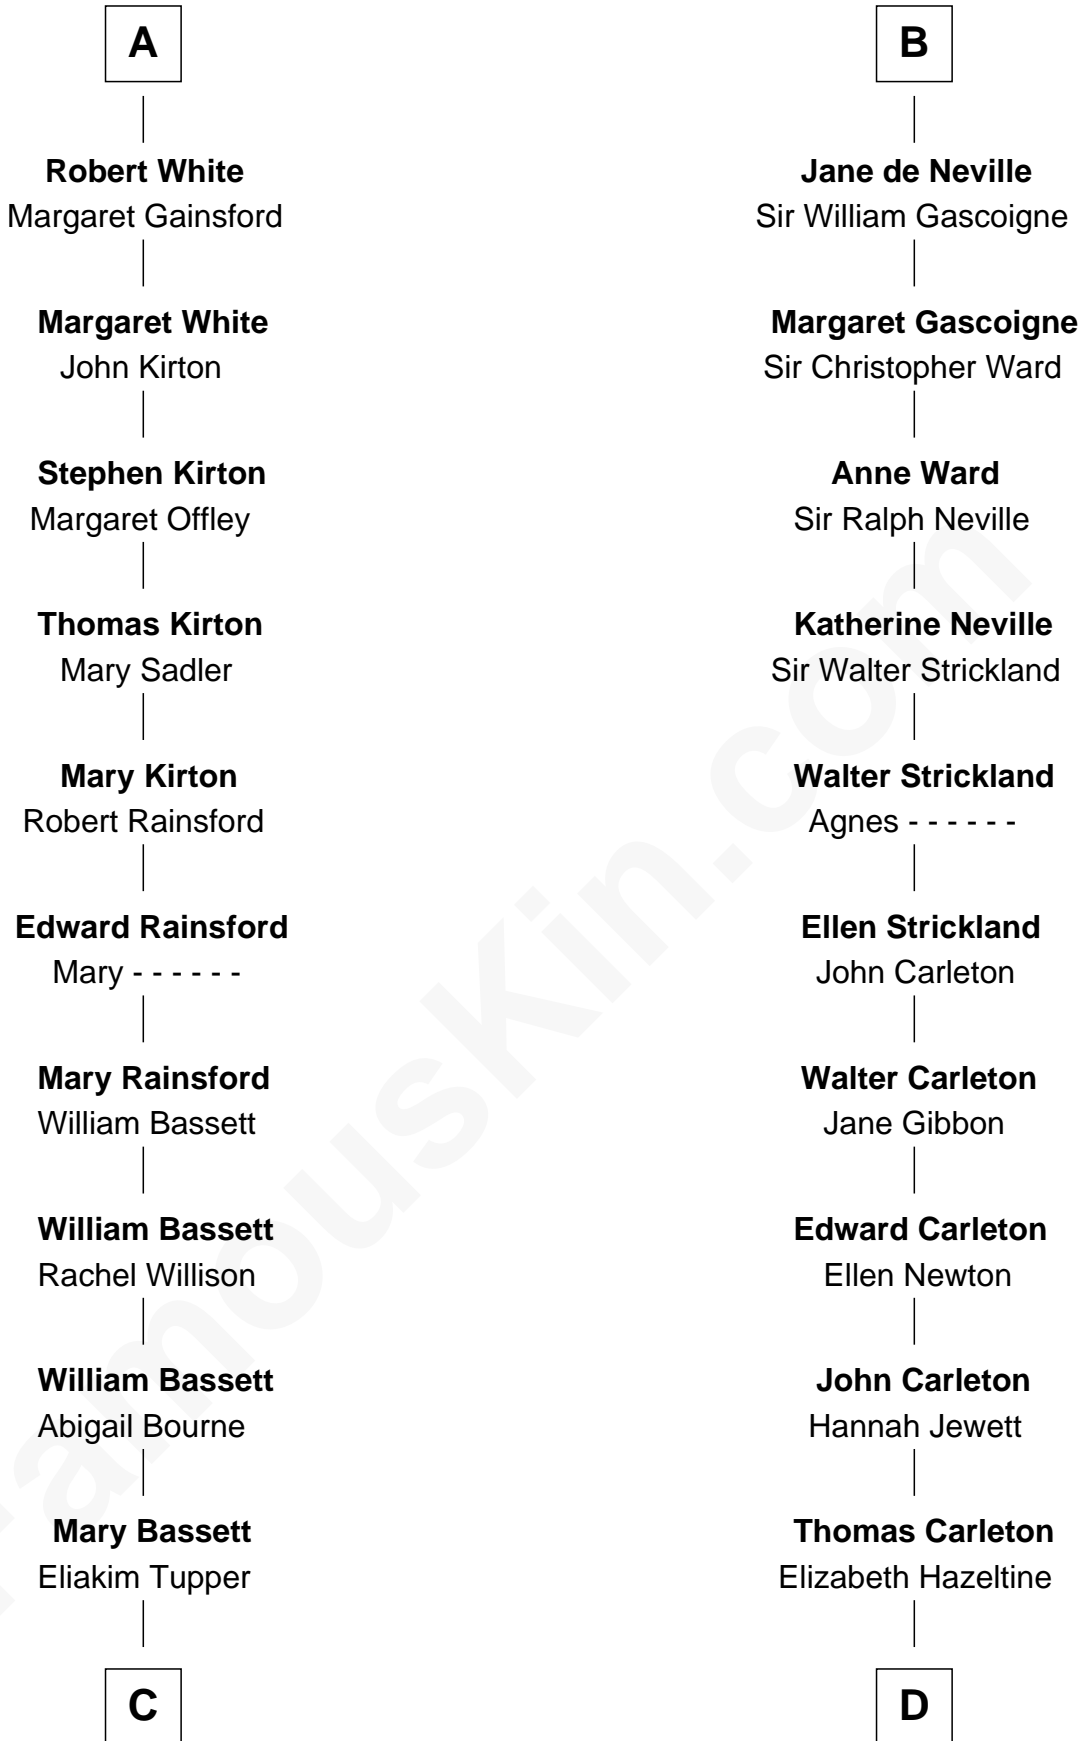 A
Robert White
Margaret Gainsford
Margaret White
John Kirton
Stephen Kirton
Margaret Offley
Thomas Kirton
Mary Sadler
Mary Kirton
Robert Rainsford
Edward Rainsford
Mary - - - - - -
Mary Rainsford
William Bassett
William Bassett
Rachel Willison
William Bassett
Abigail Bourne
Mary Bassett
Eliakim Tupper
C
B
Jane de Neville
Sir William Gascoigne
Margaret Gascoigne
Sir Christopher Ward
Anne Ward
Sir Ralph Neville
Katherine Neville
Sir Walter Strickland
Walter Strickland
Agnes - - - - - -
Ellen Strickland
John Carleton
Walter Carleton
Jane Gibbon
Edward Carleton
Ellen Newton
John Carleton
Hannah Jewett
Thomas Carleton
Elizabeth Hazeltine
D
FamousKin.com